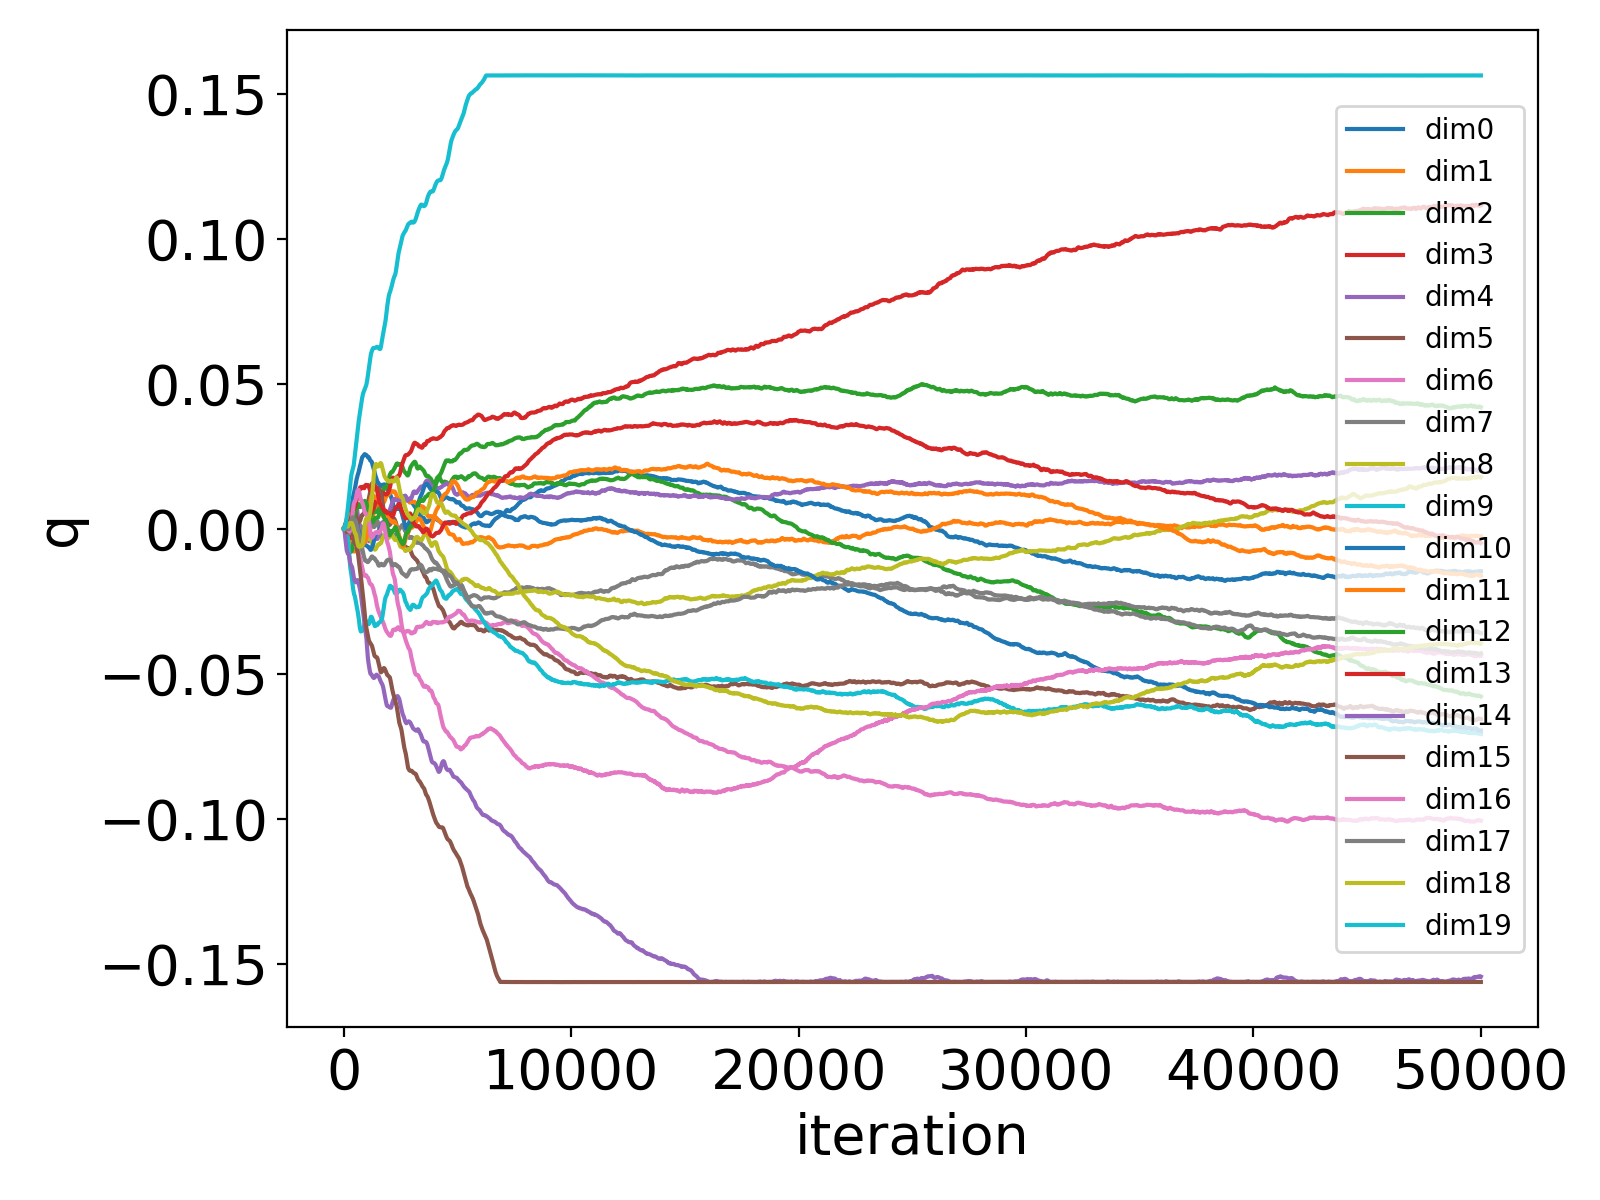 0.15
0.10
0.05
0.00
−0.05
−0.10
−0.15
q
dim0
dim1
dim2
dim3
dim4
dim5
dim6
dim7
dim8
dim9
dim10
dim11
dim12
dim13
dim14
dim15
dim16
dim17
dim18
dim19
0 10000 20000 30000 40000 50000
iteration